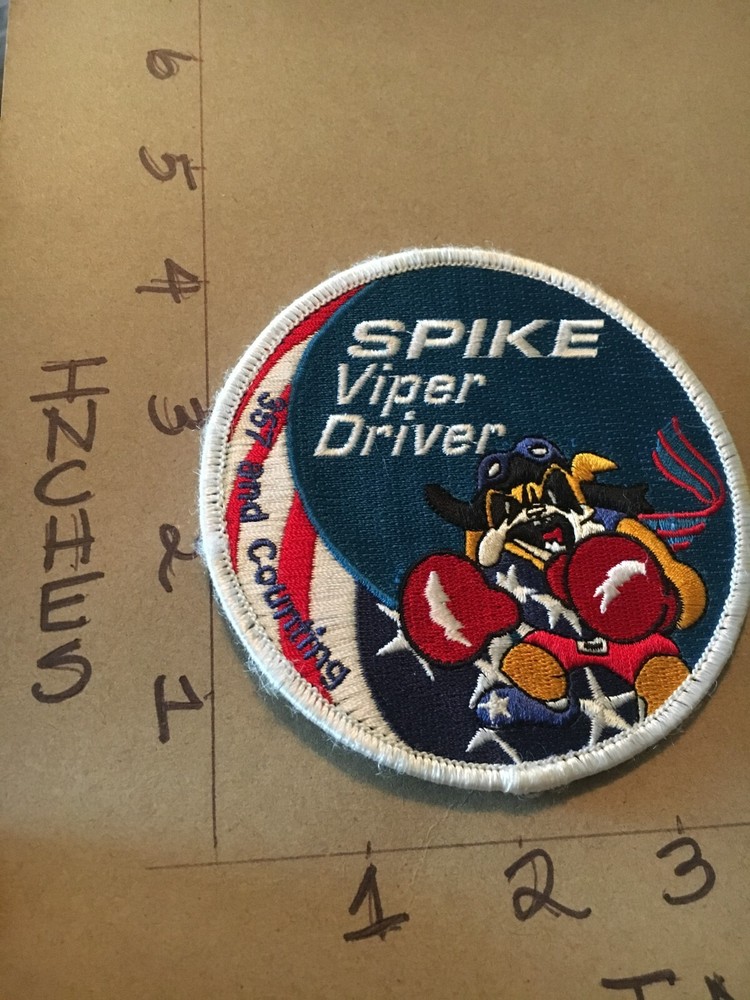 6
5
4
3
2
1
INCHES
SPIKE
Viper
Driver
357 and Counting
1
2
3